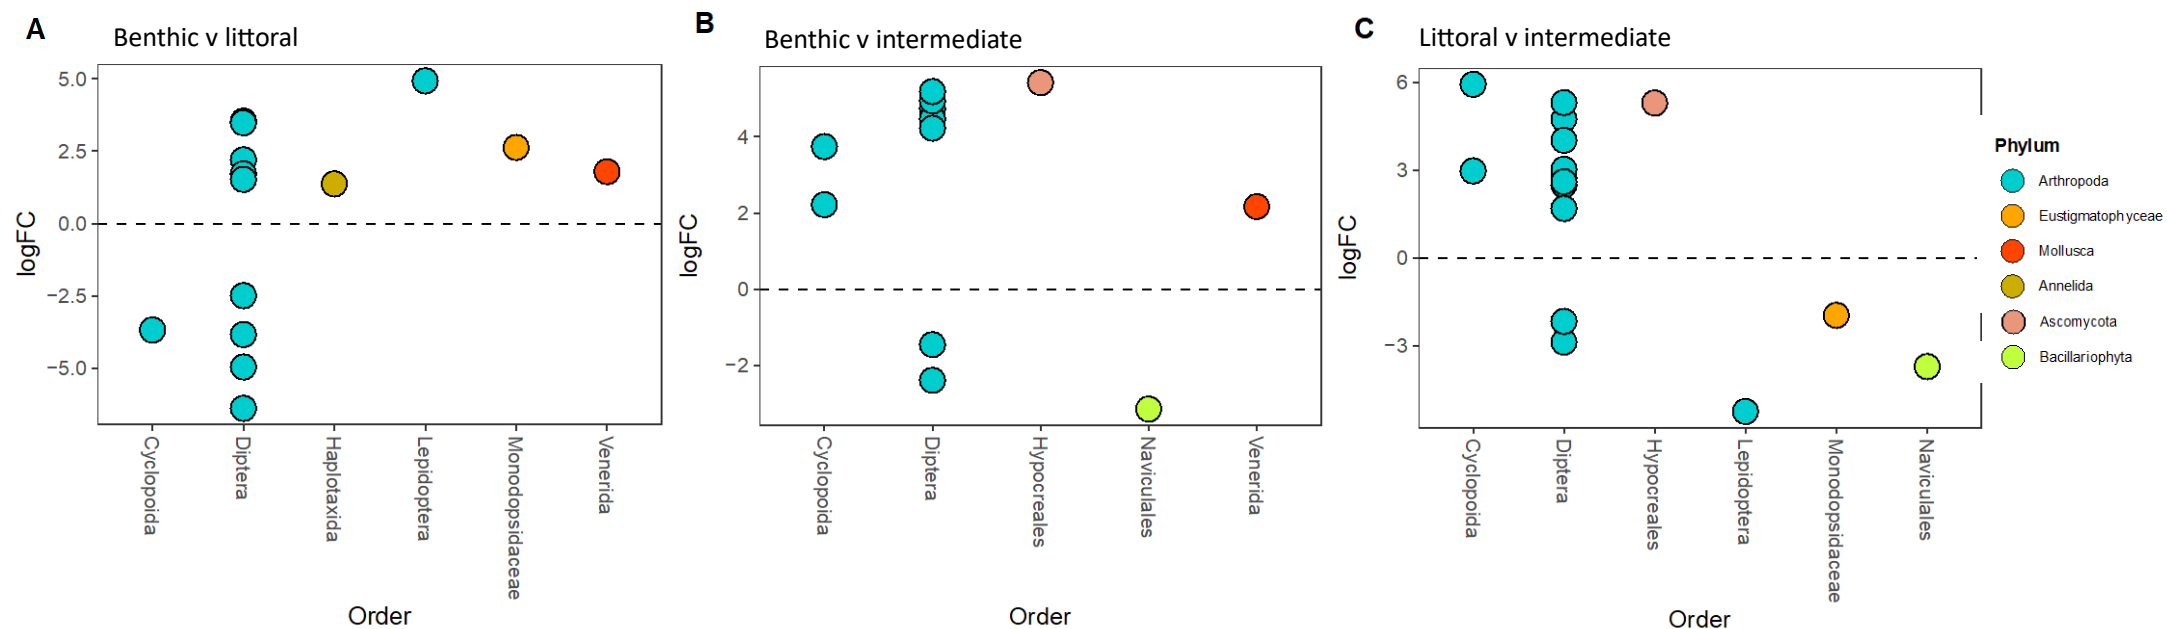 A
Benthic v littoral
5.0
2.5
0.0
−2.5
−5.0
logFC
Cyclopoida
Diptera
Haplotaxida
Lepidoptera
Monodopsidaceae
Venerida
Order
B
Benthic v intermediate
4
2
0
−2
logFC
Cyclopoida
Diptera
Hypocreales
Naviculales
Venerida
Order
C
Littoral v intermediate
6
3
0
−3
logFC
Cyclopoida
Diptera
Hypocreales
Lepidoptera
Monodopsidaceae
Naviculales
Order
Phylum
Arthropoda
Eustigmatophyceae
Mollusca
Annelida
Ascomycota
Bacillariophyta